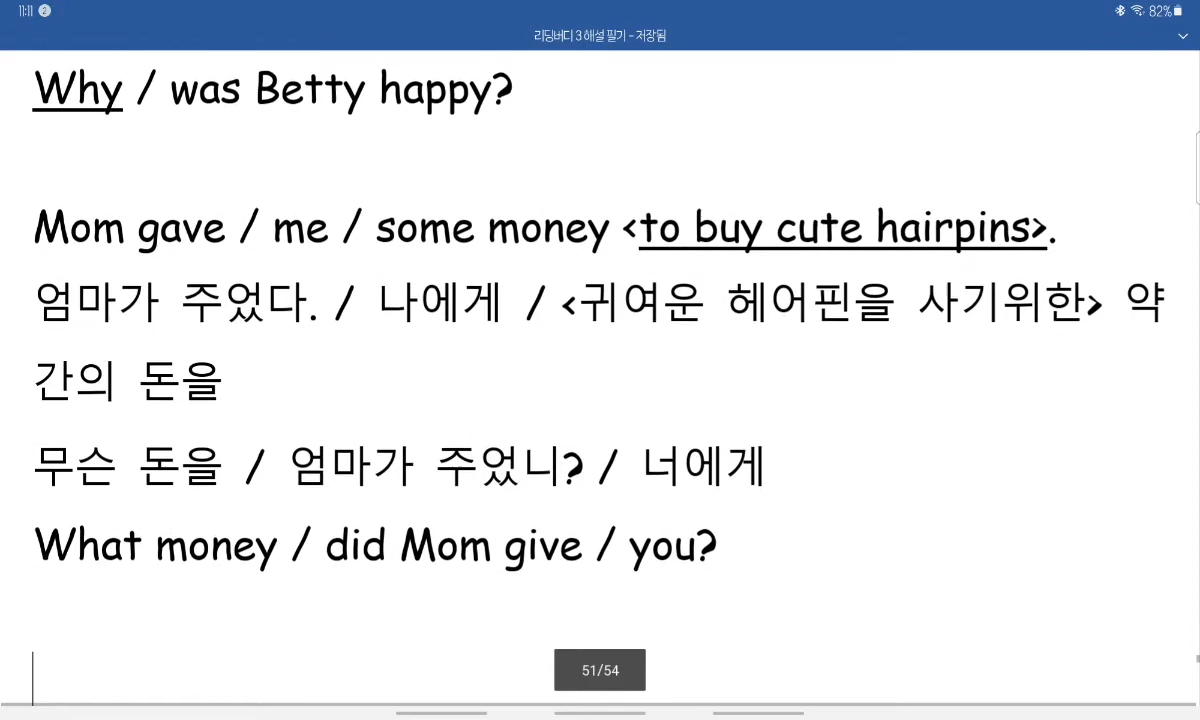 11:11 2 82%
리딩버디 3 해설 필기 - 저장됨
Why / was Betty happy?
Mom gave / me / some money <to buy cute hairpins>.
엄마가 주었다. / 나에게 / <귀여운 헤어핀을 사기위한> 약
간의 돈을
무슨 돈을 / 엄마가 주었니? / 너에게
What money / did Mom give / you?
51/54